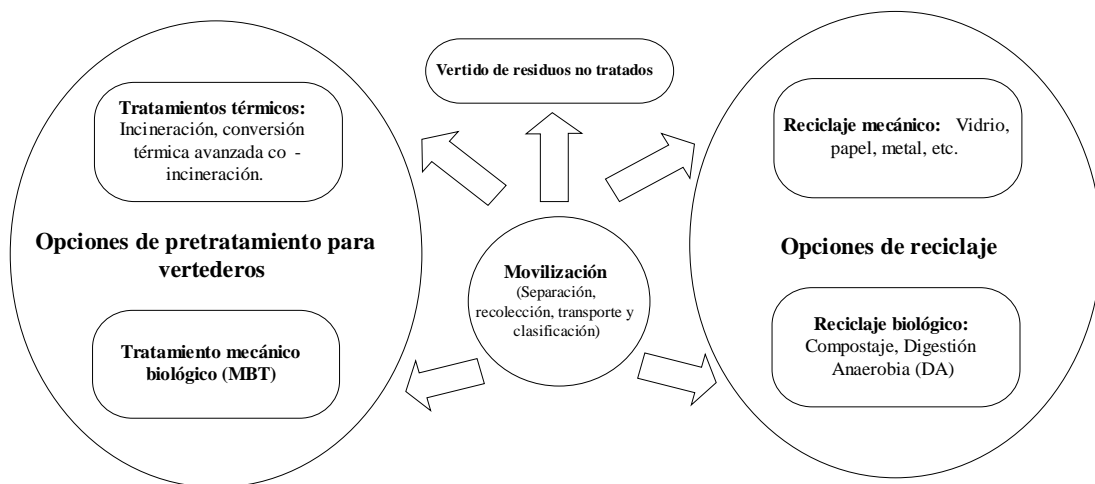 Vertido de residuos no tratados
Tratamientos térmicos:
Incineración, conversión
térmica avanzada co -
incineración.
Opciones de pretratamiento para
vertederos
Tratamiento mecánico
biológico (MBT)
Movilización
(Separación,
recolección, transporte y
clasificación)
Reciclaje mecánico: Vidrio,
papel, metal, etc.
Opciones de reciclaje
Reciclaje biológico:
Compostaje, Digestión
Anaerobia (DA)